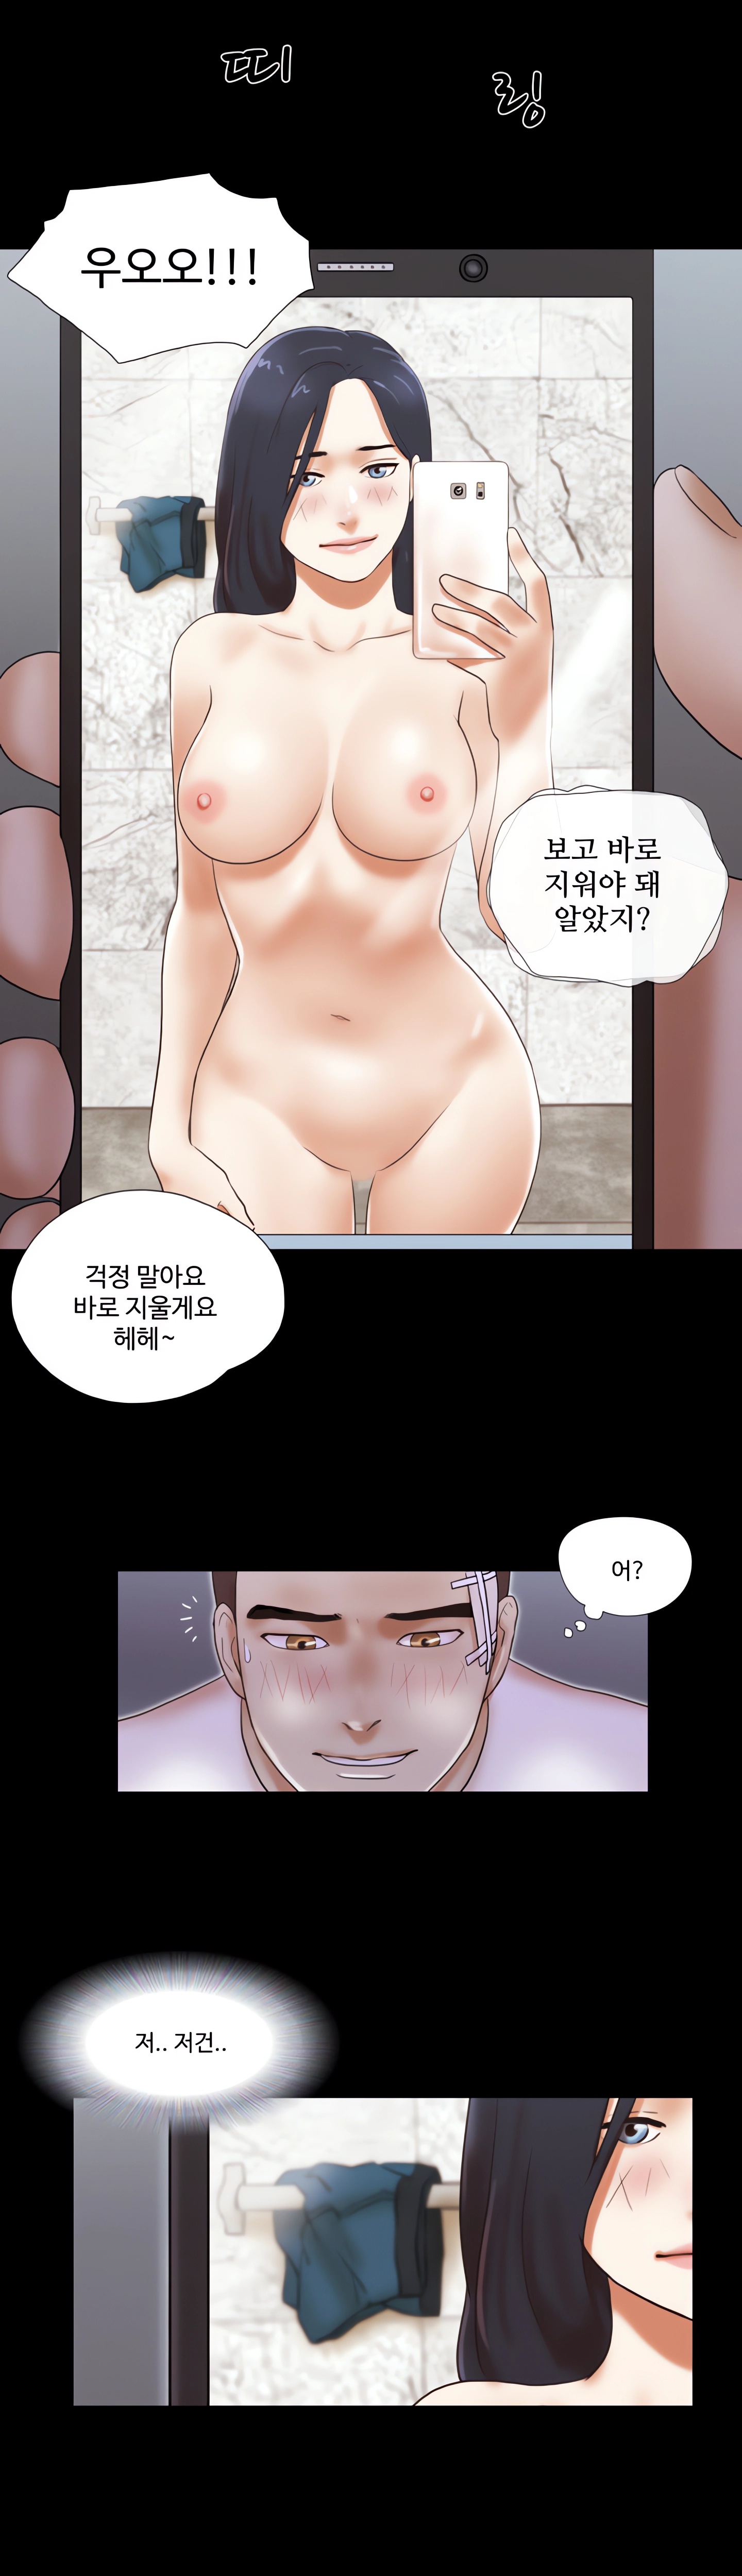 띠
링
우오오!!!
보고 바로
지워야 돼
알았지?
걱정 말아요
바로 지울게요
헤헤~
어?
저.. 저건..